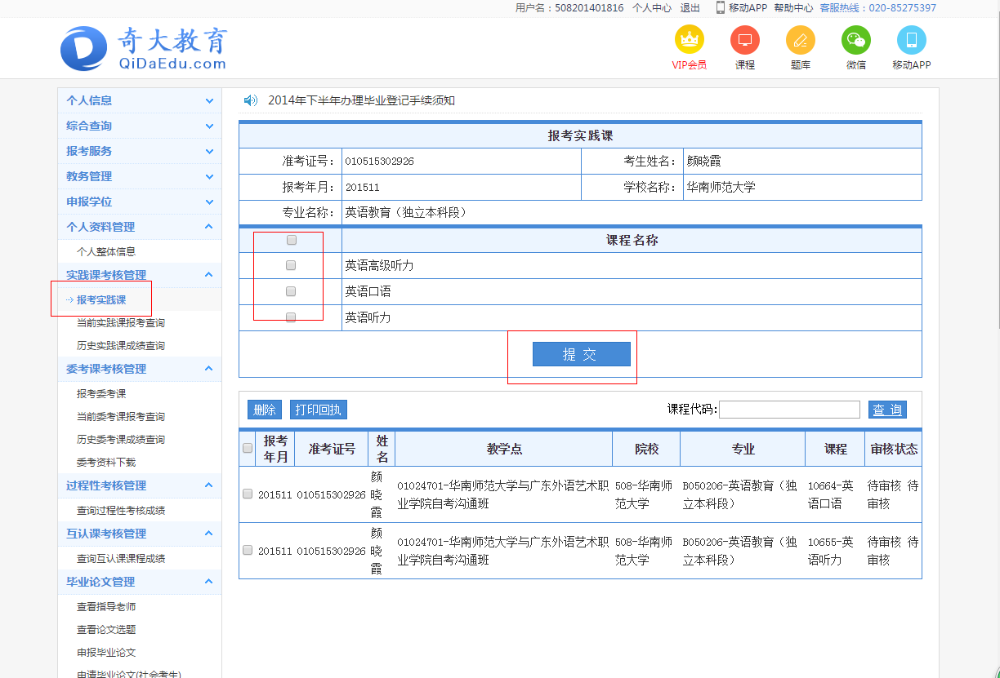 用户名：508201401816 个人中心 退出 移动APP 帮助中心 客服热线：020-85275397
奇大教育
QiDaEdu.com
VIP会员 课程 题库 微信 移动APP
个人信息
综合查询
报考服务
教务管理
申报学位
个人资料管理
个人整体信息
实践课考核管理
报考实践课
当前实践课报考查询
历史实践课成绩查询
委考课考核管理
报考委考课
当前委考课报考查询
历史委考课成绩查询
委考资料下载
过程性考核管理
查询过程性考核成绩
互认课考核管理
查询互认课课程成绩
毕业论文管理
查看指导老师
查看论文选题
申报毕业论文
申请毕业论文(社会考生)
2014年下半年办理毕业登记手续须知
报考实践课
准考证号： 010515302926 考生姓名： 颜晓霞
报考年月： 201511 学校名称： 华南师范大学
专业名称： 英语教育（独立本科段）
课程名称
英语高级听力
英语口语
英语听力
提 交
删除 打印回执 课程代码: 查 询
报考年月 准考证号 姓名 教学点 院校 专业 课程 审核状态
201511 010515302926 颜晓霞 01024701-华南师范大学与广东外语艺术职业学院自考沟通班 508-华南师范大学 B050206-英语教育（独立本科段） 10664-英语口语 待审核 待审核
201511 010515302926 颜晓霞 01024701-华南师范大学与广东外语艺术职业学院自考沟通班 508-华南师范大学 B050206-英语教育（独立本科段） 10655-英语听力 待审核 待审核